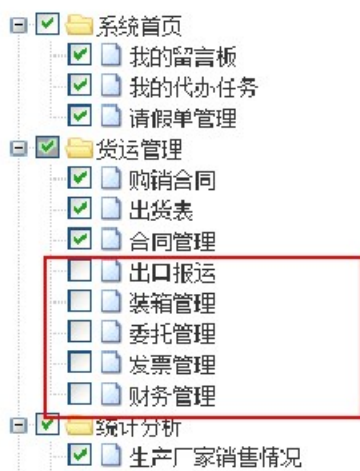 系统首页
我的留言板
我的代办任务
请假单管理
货运管理
购销合同
出货表
合同管理
出口报运
装箱管理
委托管理
发票管理
财务管理
统计分析
生产厂家销售情况